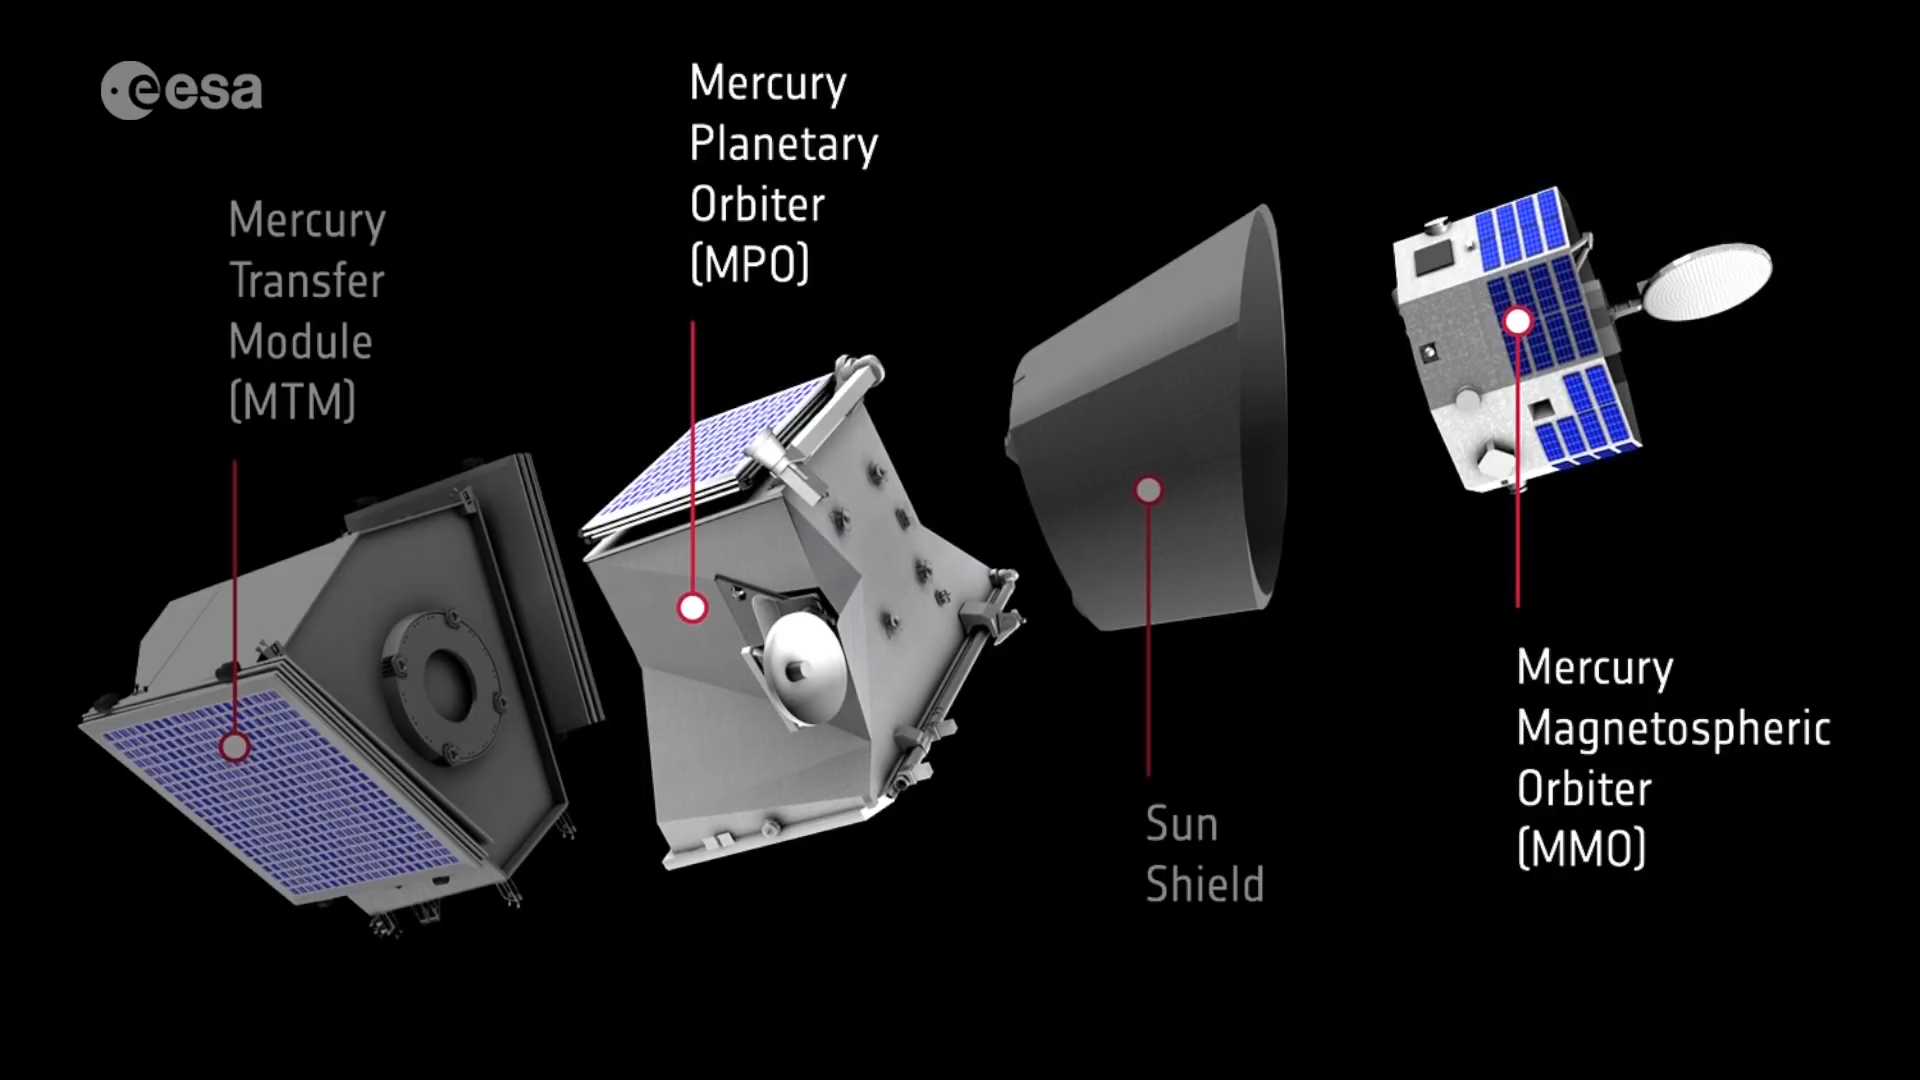 esa
Mercury
Transfer
Module
(MTM)
Mercury
Planetary
Orbiter
(MPO)
Sun
Shield
Mercury
Magnetospheric
Orbiter
(MMO)